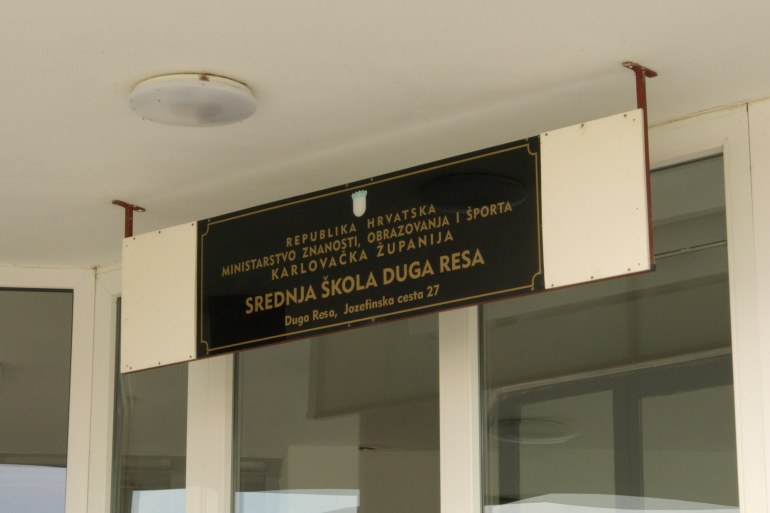 REPUBLIKA HRVATSKA
MINISTARSTVO ZNANOSTI, OBRAZOVANJA I ŠPORTA
KARLOVAČKA ŽUPANIJA
SREDNJA ŠKOLA DUGA RESA
Duga Resa, Jozefinska cesta 27